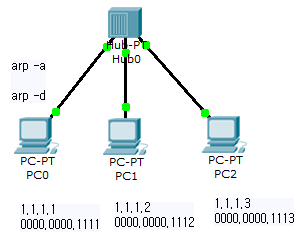 Hub-PT
Hub0
arp -a
arp -d
PC-PT
PC0
PC-PT
PC1
PC-PT
PC2
1,1,1,1
0000,0000,1111
1,1,1,2
0000,0000,1112
1,1,1,3
0000,0000,1113